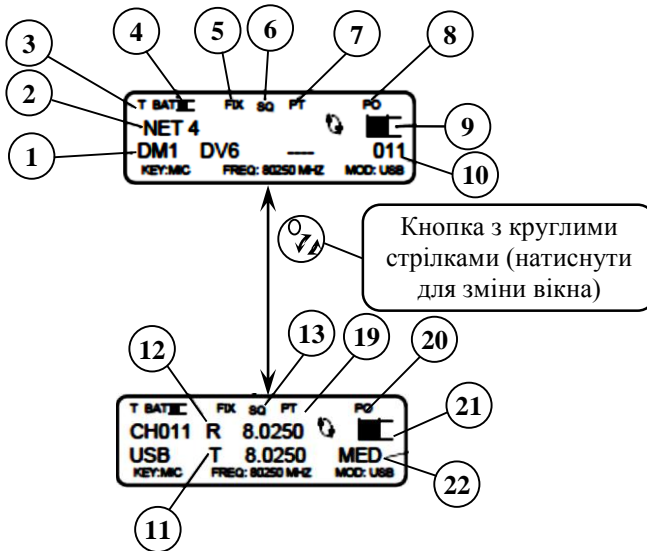 3 4 5 6 7 8
T BAT FIX SQ PT PO
2 NET 4 9
1 DM1 DV6 ---- 011
KEY:MIC FREQ: 80250 MHZ MOD: USB 10
Кнопка з круглими
стрілками (натиснути
для зміни вікна)
12 13 19 20
T BAT FIX SQ PT PO
CH011 R 8.0250 21
USB T 8.0250 MED
KEY:MIC FREQ: 80250 MHZ MOD: USB 22
11